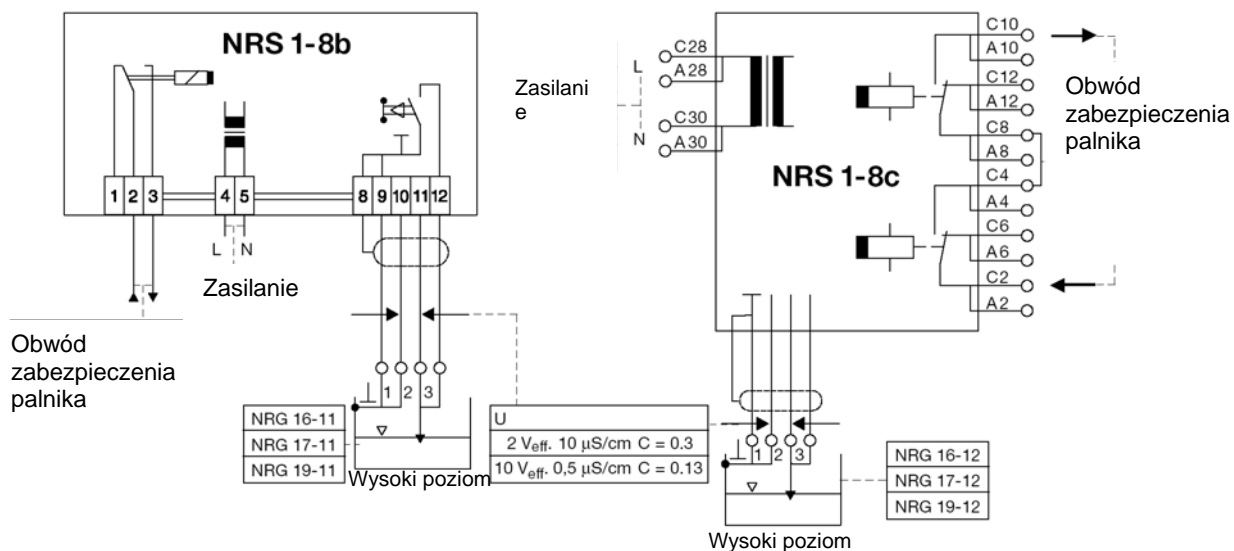 NRS 1-8b
1 2 3 4 5 8 9 10 11 12
L N
Zasilanie
Obwód
zabezpieczenia
palnika
1 2 3
NRG 16-11
NRG 17-11
NRG 19-11
Wysoki poziom
U
2 Veff. 10 µS/cm C = 0.3
10 Veff. 0,5 µS/cm C = 0.13
Zasilani
e
L
N
C28
A28
C30
A30
NRS 1-8c
C10
A10
C12
A12
C8
A8
C4
A4
C6
A6
C2
A2
Obwód
zabezpieczenia
palnika
1 2 3
NRG 16-12
NRG 17-12
NRG 19-12
Wysoki poziom